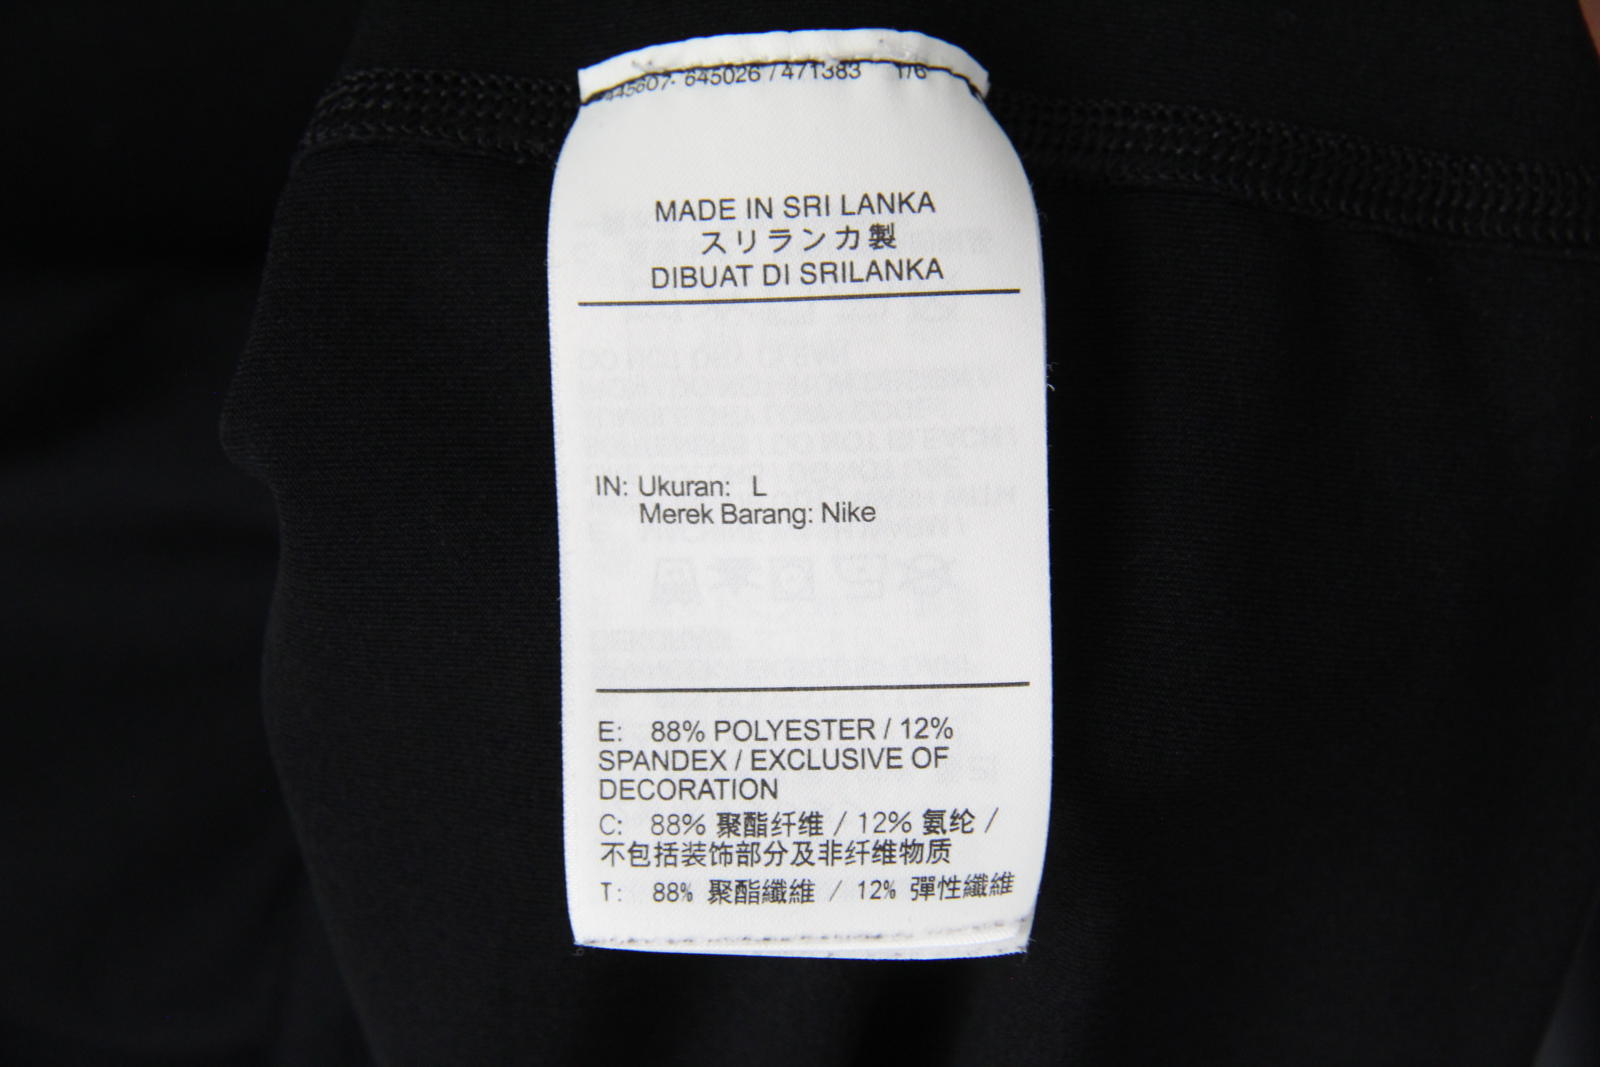 445607- 645026 / 471383 1/6
MADE IN SRI LANKA
スリランカ製
DIBUAT DI SRILANKA
IN: Ukuran: L
Merek Barang: Nike
E: 88% POLYESTER / 12%
SPANDEX / EXCLUSIVE OF
DECORATION
C: 88% 聚酯纤维 / 12% 氨纶 /
不包括装饰部分及非纤维物质
T: 88% 聚酯纖維 / 12% 彈性纖維